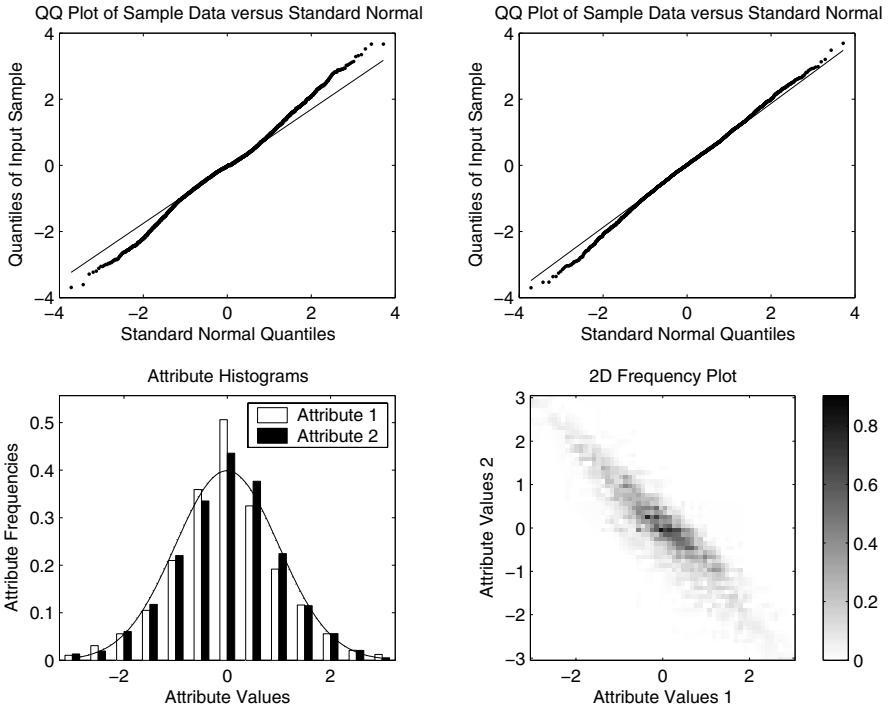 QQ Plot of Sample Data versus Standard Normal
4
2
0
−2
−4
Quantiles of Input Sample
−4 −2 0 2 4
Standard Normal Quantiles
QQ Plot of Sample Data versus Standard Normal
4
2
0
−2
−4
Quantiles of Input Sample
−4 −2 0 2 4
Standard Normal Quantiles
Attribute Histograms
0.5
0.4
0.3
0.2
0.1
0
Attribute Frequencies
Attribute 1
Attribute 2
−2 0 2
Attribute Values
2D Frequency Plot
3
2
1
0
−1
−2
−3
Attribute Values 2
−2 0 2
Attribute Values 1
0.8
0.6
0.4
0.2
0